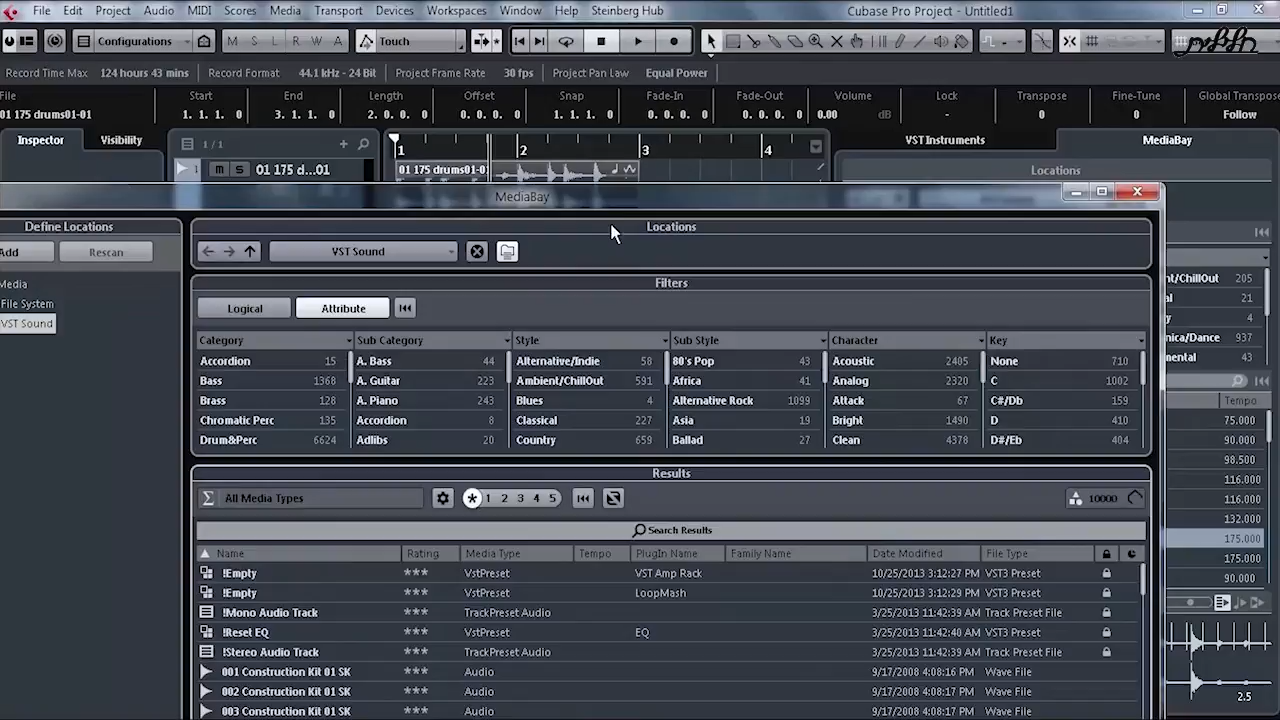 File Edit Project Audio MIDI Scores Media Transport Devices Workspaces Window Help Steinberg Hub Cubase Pro Project - Untitled1
Configurations M S L R W A Touch
Record Time Max 124 hours 43 mins Record Format 44.1 kHz - 24 Bit Project Frame Rate 30 fps Project Pan Law Equal Power
File Start End Length Offset Snap Fade-In Fade-Out Volume Lock Transpose Fine-Tune Global Transpose
01 175 drums01-01 1. 1. 1. 0 3. 1. 1. 0 2. 0. 0. 0 0. 0. 0. 0 1. 1. 1. 0 0. 0. 0. 0 0. 0. 0. 0 0.00 dB 0 0 Follow
Inspector Visibility 1 / 1 1 2 3 4 VST Instruments MediaBay
1 m S 01 175 d...01 01 175 drums01-01 Locations
MediaBay
Define Locations Locations
Add Rescan VST Sound
Media
File System
VST Sound
Filters
Logical Attribute
Category Sub Category Style Sub Style Character Key
Accordion 15 A. Bass 44 Alternative/Indie 58 80's Pop 43 Acoustic 2405 None 710
Bass 1368 A. Guitar 223 Ambient/ChillOut 591 Africa 41 Analog 2320 C 1002
Brass 128 A. Piano 243 Blues 4 Alternative Rock 1099 Attack 67 C#/Db 159
Chromatic Perc 135 Accordion 8 Classical 227 Asia 19 Bright 1490 D 410
Drum&Perc 6624 Adlibs 20 Country 659 Ballad 27 Clean 4378 D#/Eb 404
Results
All Media Types 1 2 3 4 5 10000
Search Results
Name Rating Media Type Tempo PlugIn Name Family Name Date Modified File Type
!Empty *** VstPreset VST Amp Rack 10/25/2013 3:12:27 PM VST3 Preset
!Empty *** VstPreset LoopMash 10/25/2013 3:12:29 PM VST3 Preset
!Mono Audio Track *** TrackPreset Audio 3/25/2013 11:42:39 AM Track Preset File
!Reset EQ *** VstPreset EQ 3/25/2013 11:42:40 AM VST3 Preset
!Stereo Audio Track *** TrackPreset Audio 3/25/2013 11:42:39 AM Track Preset File
001 Construction Kit 01 SK *** Audio 9/17/2008 4:08:16 PM Wave File
002 Construction Kit 01 SK *** Audio 9/17/2008 4:08:17 PM Wave File
003 Construction Kit 01 SK *** Audio 9/17/2008 4:08:17 PM Wave File
nt/ChillOut 205
al 21
y 4
nica/Dance 937
mental 43
Tempo
75.000
90.000
98.500
116.000
116.000
132.000
175.000
175.000
90.000
2.5